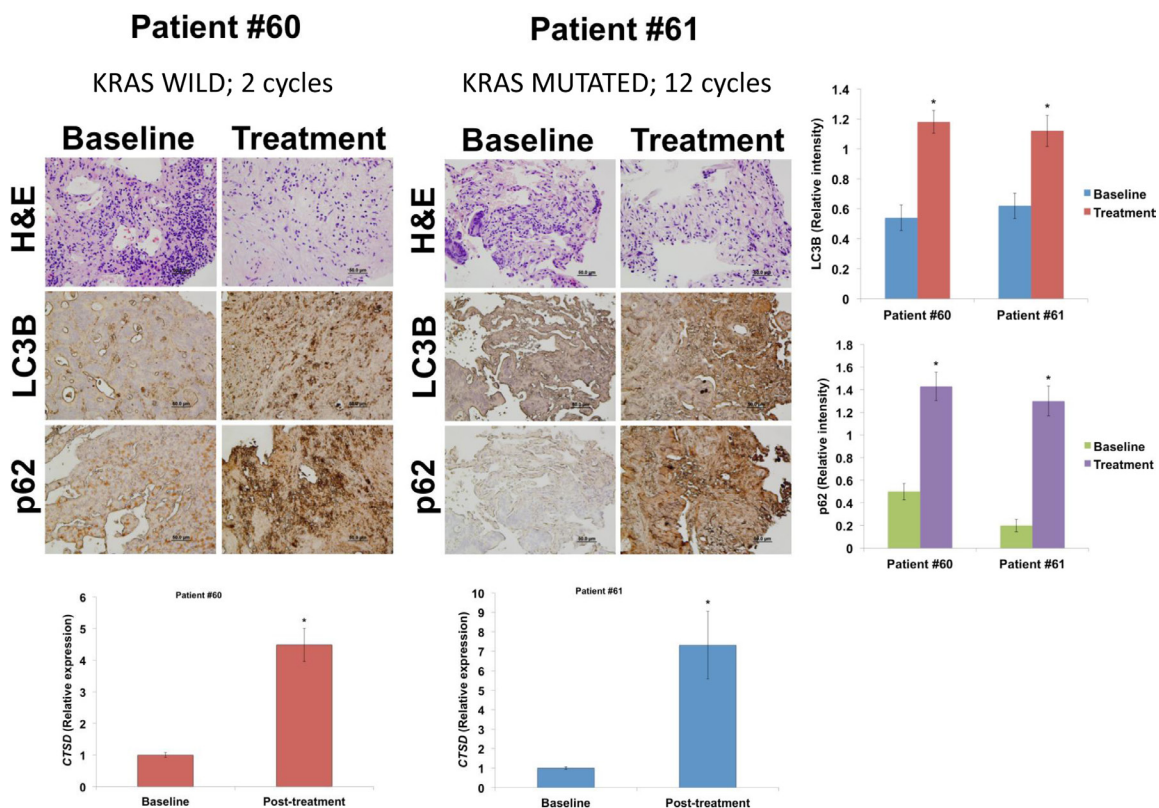 Patient #60
KRAS WILD; 2 cycles
Baseline Treatment
H&E
LC3B
p62
Patient #61
KRAS MUTATED; 12 cycles
Baseline Treatment
H&E
LC3B
p62
LC3B (Relative intensity)
1.4
1.2
1
0.8
0.6
0.4
0.2
0
*
*
Patient #60 Patient #61
Baseline
Treatment
p62 (Relative intensity)
1.8
1.6
1.4
1.2
1
0.8
0.6
0.4
0.2
0
*
*
Patient #60 Patient #61
Baseline
Treatment
Patient #60
CTSD (Relative expression)
6
5
4
3
2
1
0
*
Baseline Post-treatment
Patient #61
CTSD (Relative expression)
10
9
8
7
6
5
4
3
2
1
0
*
Baseline Post-treatment